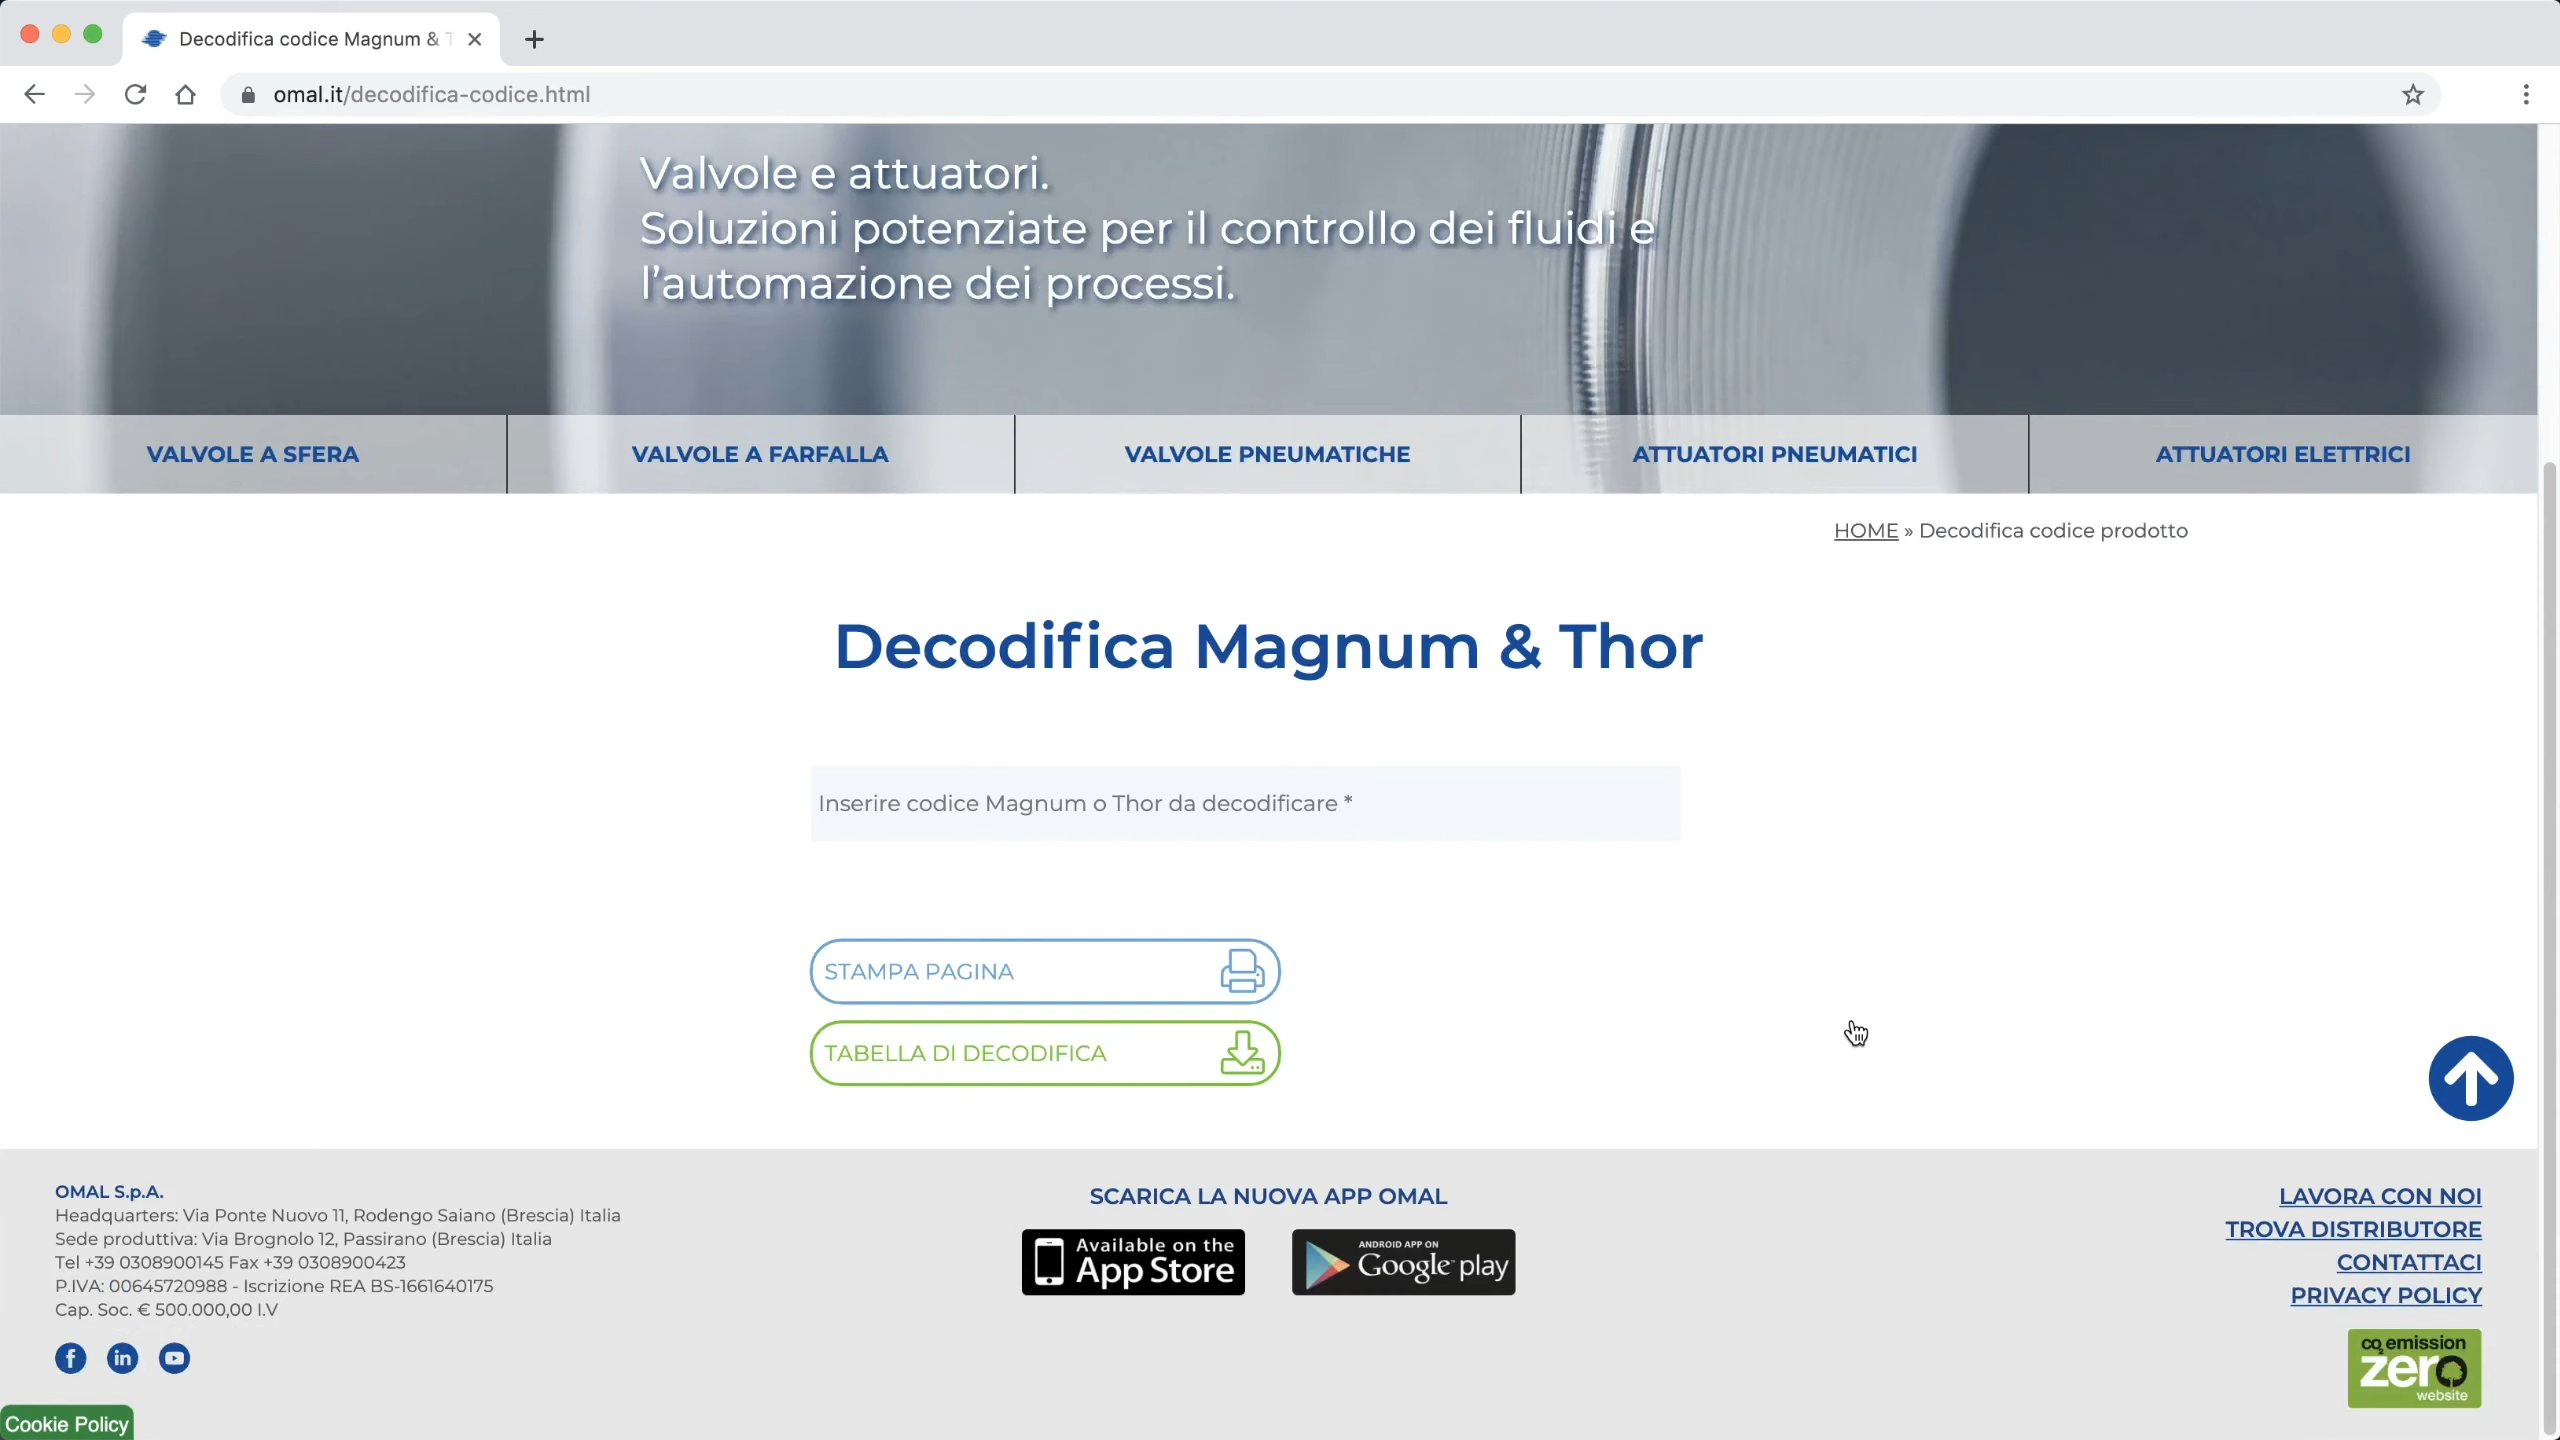 Decodifica codice Magnum & T
omal.it/decodifica-codice.html
Valvole e attuatori.
Soluzioni potenziate per il controllo dei fluidi e
l’automazione dei processi.
VALVOLE A SFERA
VALVOLE A FARFALLA
VALVOLE PNEUMATICHE
ATTUATORI PNEUMATICI
ATTUATORI ELETTRICI
HOME » Decodifica codice prodotto
Decodifica Magnum & Thor
Inserire codice Magnum o Thor da decodificare *
STAMPA PAGINA
TABELLA DI DECODIFICA
OMAL S.p.A.
Headquarters: Via Ponte Nuovo 11, Rodengo Saiano (Brescia) Italia
Sede produttiva: Via Brognolo 12, Passirano (Brescia) Italia
Tel +39 0308900145 Fax +39 0308900423
P.IVA: 00645720988 - Iscrizione REA BS-1661640175
Cap. Soc. € 500.000,00 I.V
SCARICA LA NUOVA APP OMAL
Available on the
App Store
ANDROID APP ON
Google play
LAVORA CON NOI
TROVA DISTRIBUTORE
CONTATTACI
PRIVACY POLICY
co2 emission
zero
website
Cookie Policy